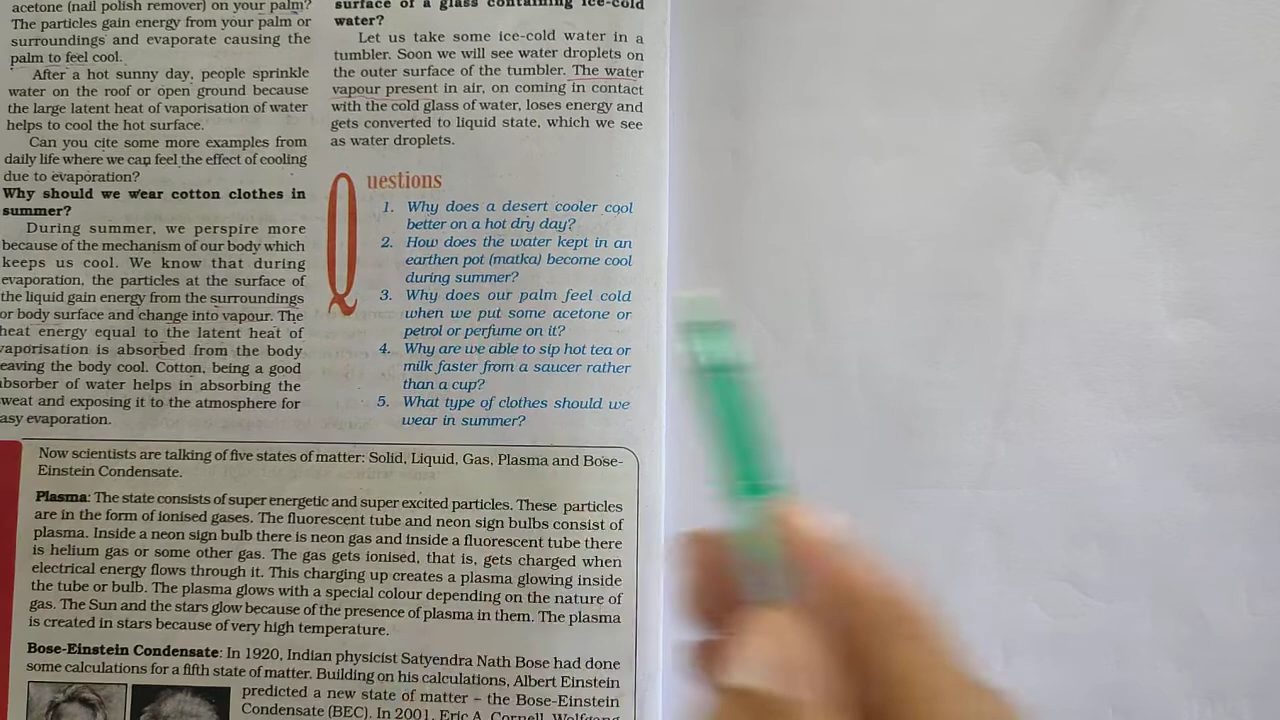 acetone (nail polish remover) on your palm?
The particles gain energy from your palm or
surroundings and evaporate causing the
palm to feel cool.
After a hot sunny day, people sprinkle
water on the roof or open ground because
the large latent heat of vaporisation of water
helps to cool the hot surface.
Can you cite some more examples from
daily life where we can feel the effect of cooling
due to evaporation?
Why should we wear cotton clothes in
summer?
During summer, we perspire more
because of the mechanism of our body which
keeps us cool. We know that during
evaporation, the particles at the surface of
the liquid gain energy from the surroundings
or body surface and change into vapour. The
heat energy equal to the latent heat of
vaporisation is absorbed from the body
eaving the body cool. Cotton, being a good
absorber of water helps in absorbing the
weat and exposing it to the atmosphere for
asy evaporation.
surface of a glass containing ice-cold
water?
Let us take some ice-cold water in a
tumbler. Soon we will see water droplets on
the outer surface of the tumbler. The water
vapour present in air, on coming in contact
with the cold glass of water, loses energy and
gets converted to liquid state, which we see
as water droplets.
Questions
1. Why does a desert cooler cool
better on a hot dry day?
2. How does the water kept in an
earthen pot (matka) become cool
during summer?
3. Why does our palm feel cold
when we put some acetone or
petrol or perfume on it?
4. Why are we able to sip hot tea or
milk faster from a saucer rather
than a cup?
5. What type of clothes should we
wear in summer?
Now scientists are talking of five states of matter: Solid, Liquid, Gas, Plasma and Bose-
Einstein Condensate.
Plasma: The state consists of super energetic and super excited particles. These particles
are in the form of ionised gases. The fluorescent tube and neon sign bulbs consist of
plasma. Inside a neon sign bulb there is neon gas and inside a fluorescent tube there
is helium gas or some other gas. The gas gets ionised, that is, gets charged when
electrical energy flows through it. This charging up creates a plasma glowing inside
the tube or bulb. The plasma glows with a special colour depending on the nature of
gas. The Sun and the stars glow because of the presence of plasma in them. The plasma
is created in stars because of very high temperature.
Bose-Einstein Condensate: In 1920, Indian physicist Satyendra Nath Bose had done
some calculations for a fifth state of matter. Building on his calculations, Albert Einstein
predicted a new state of matter – the Bose-Einstein
Condensate (BEC). In 2001, Eric A. Cornell, Wolfgang